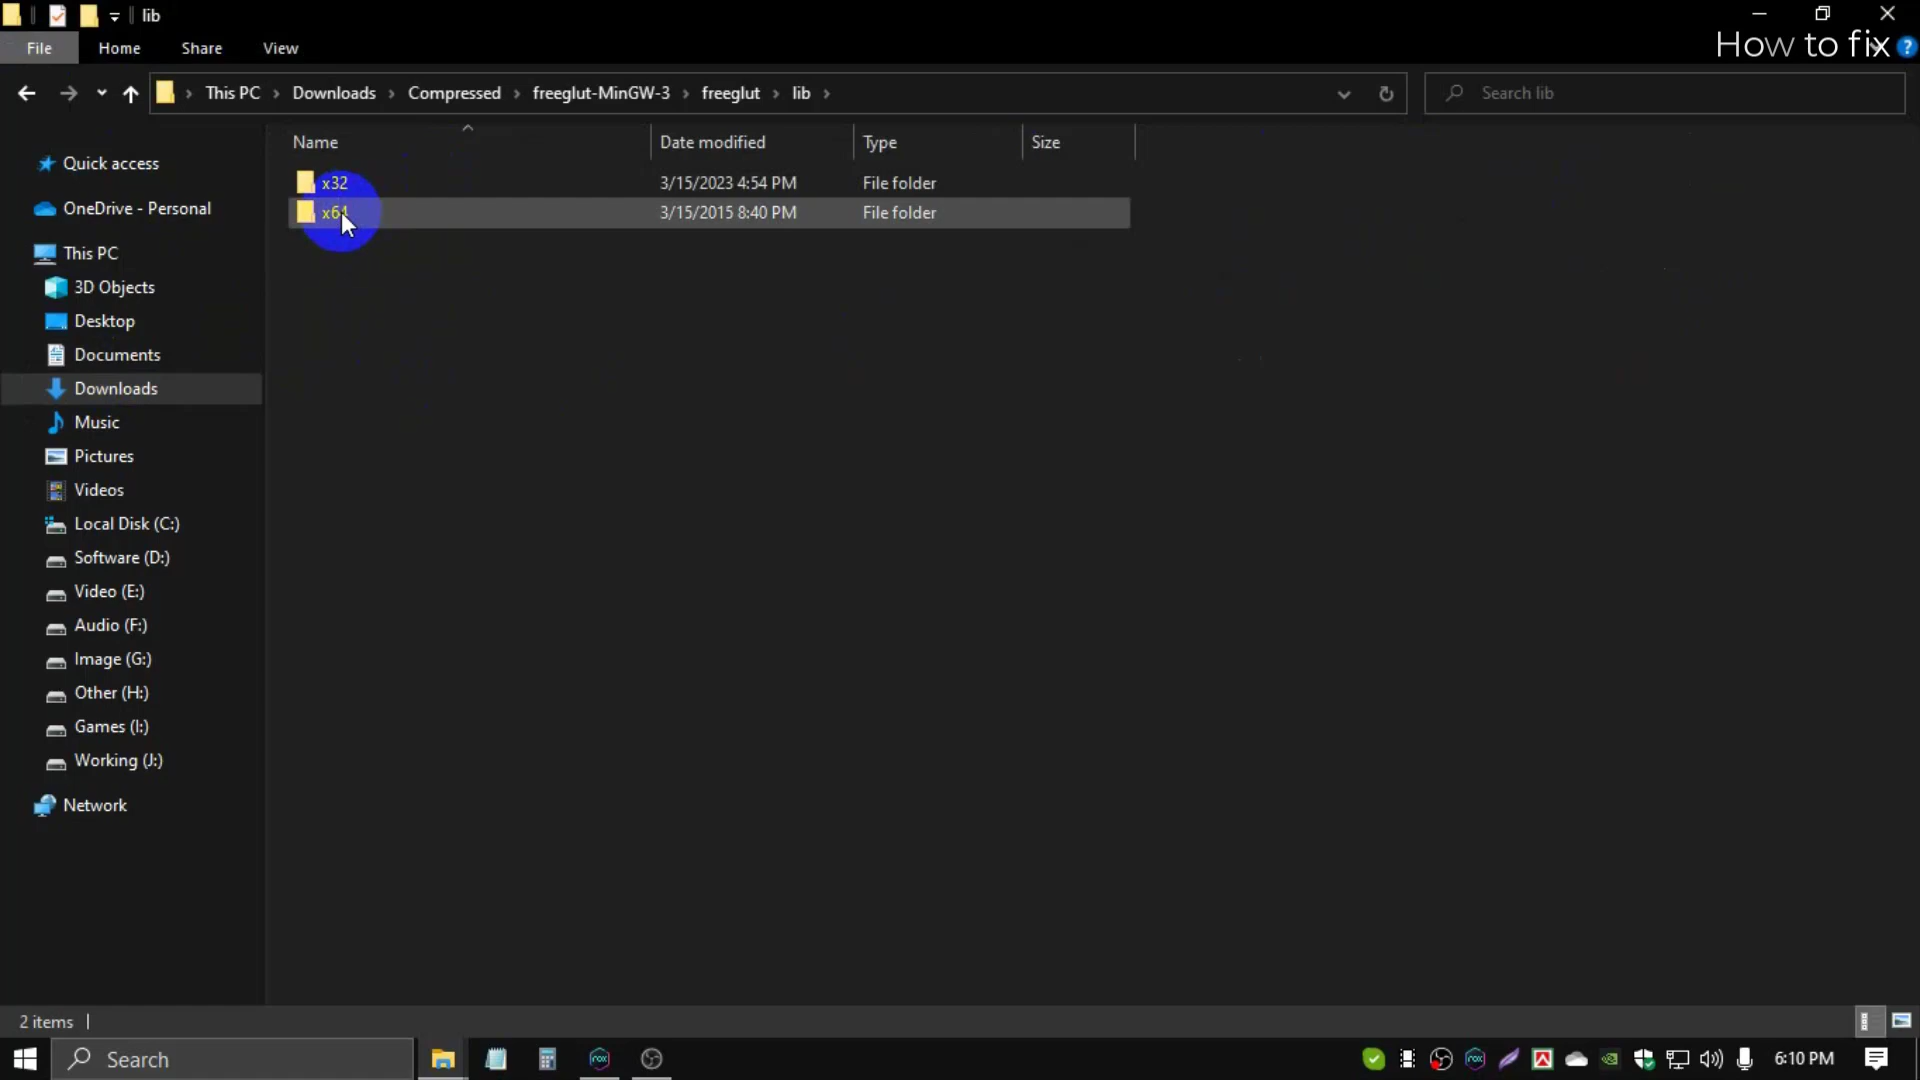 lib
How to fix
File Home Share View
This PC Downloads Compressed freeglut-MinGW-3 freeglut lib
Search lib
Name Date modified Type Size
x32 3/15/2023 4:54 PM File folder
x64 3/15/2015 8:40 PM File folder
Quick access
OneDrive - Personal
This PC
3D Objects
Desktop
Documents
Downloads
Music
Pictures
Videos
Local Disk (C:)
Software (D:)
Video (E:)
Audio (F:)
Image (G:)
Other (H:)
Games (I:)
Working (J:)
Network
2 items
Search
6:10 PM